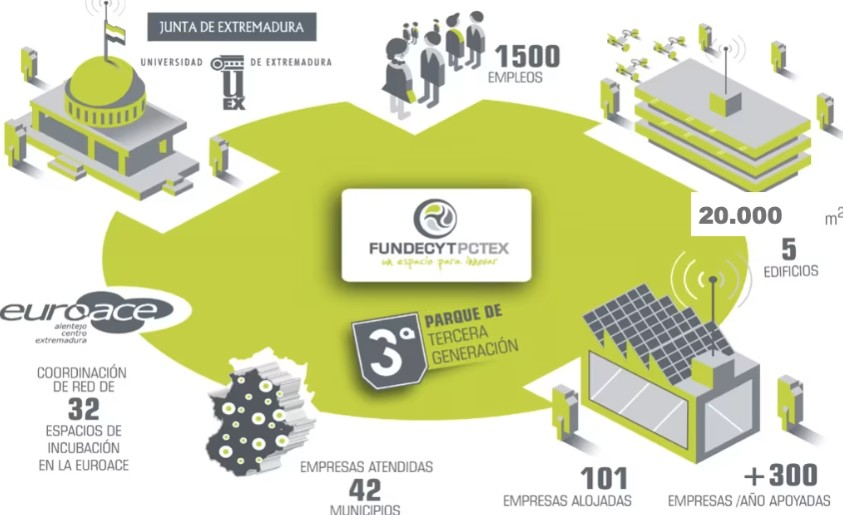 JUNTA DE EXTREMADURA
UNIVERSIDAD DE EXTREMADURA
UEX
1500
EMPLEOS
20.000 m²
5
EDIFICIOS
FUNDECYTPCTEX
un espacio para innovar
3ª
PARQUE DE
TERCERA
GENERACIÓN
euroace
alentejo
centro
extremadura
COORDINACIÓN
DE RED DE
32
ESPACIOS DE
INCUBACIÓN
EN LA EUROACE
EMPRESAS ATENDIDAS
42
MUNICIPIOS
101
EMPRESAS ALOJADAS
+300
EMPRESAS /AÑO APOYADAS